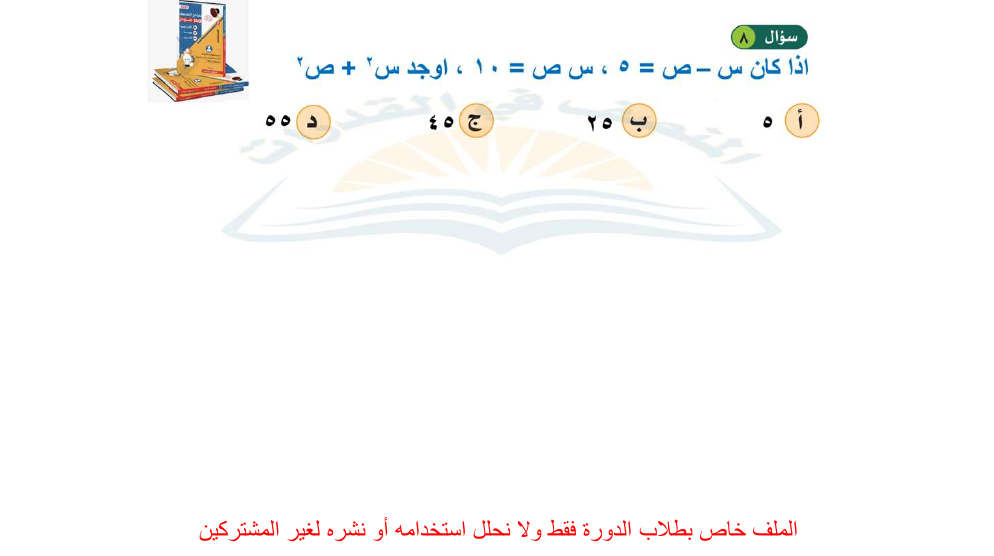 سؤال ٨
اذا كان س – ص = ٥ ، س ص = ١٠ ، اوجد س٢ + ص٢
أ ٥ ب ٢٥ ج ٤٥ د ٥٥
الملف خاص بطلاب الدورة فقط ولا نحلل استخدامه أو نشره لغير المشتركين